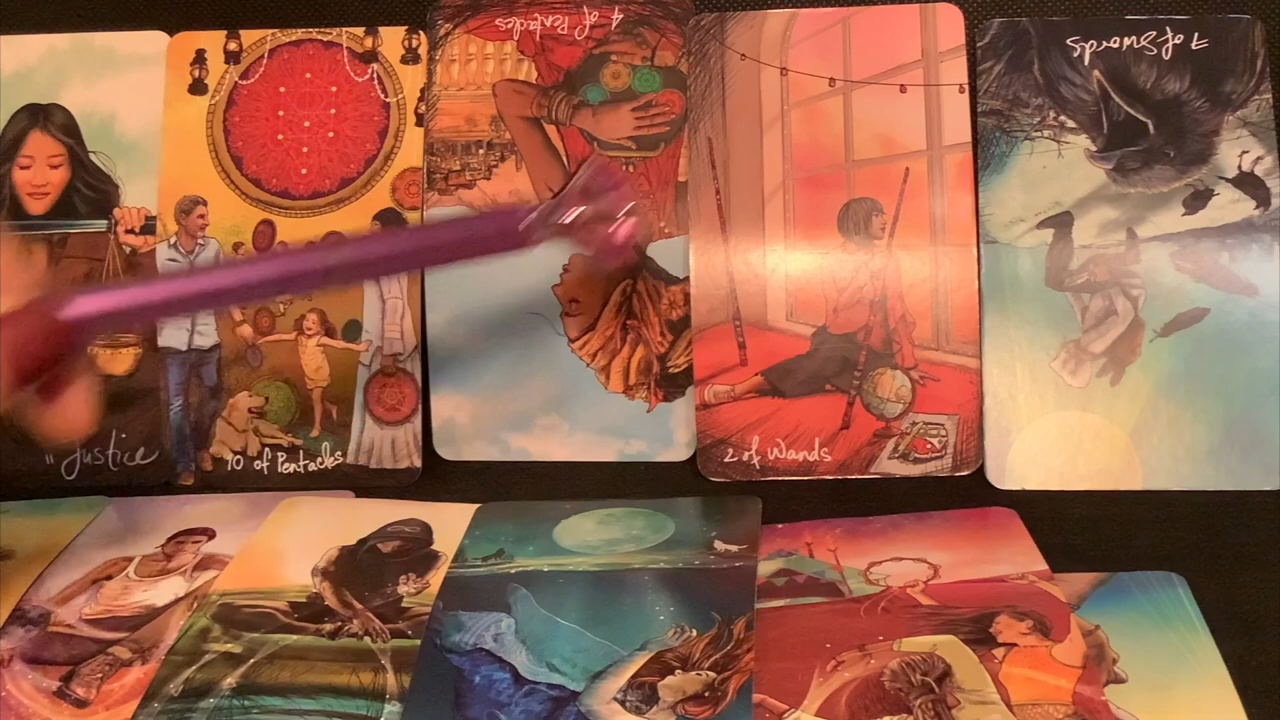 " Justice
10 of Pentacles
4 of Pentacles
2 of Wands
7 of Swords